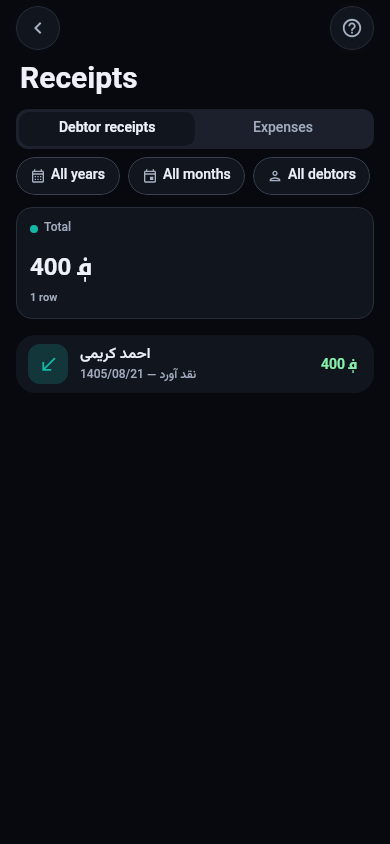 Receipts
Debtor receipts
Expenses
All years
All months
All debtors
Total
400 ؋
1 row
احمد کریمی
نقد آورد — 1405/08/21
400 ؋